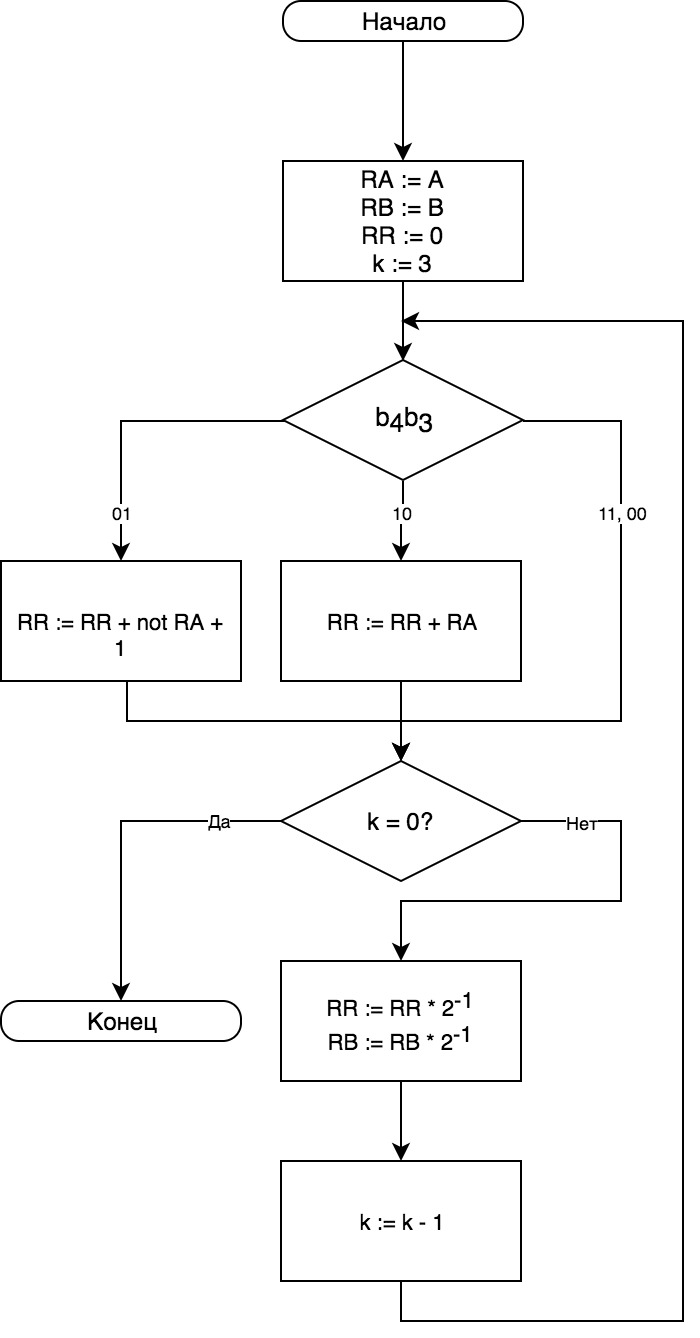 Начало
RA := A
RB := B
RR := 0
k := 3
b₄b₃
01
10
11, 00
RR := RR + not RA +
1
RR := RR + RA
k = 0?
Да
Нет
RR := RR * 2⁻¹
RB := RB * 2⁻¹
Конец
k := k - 1